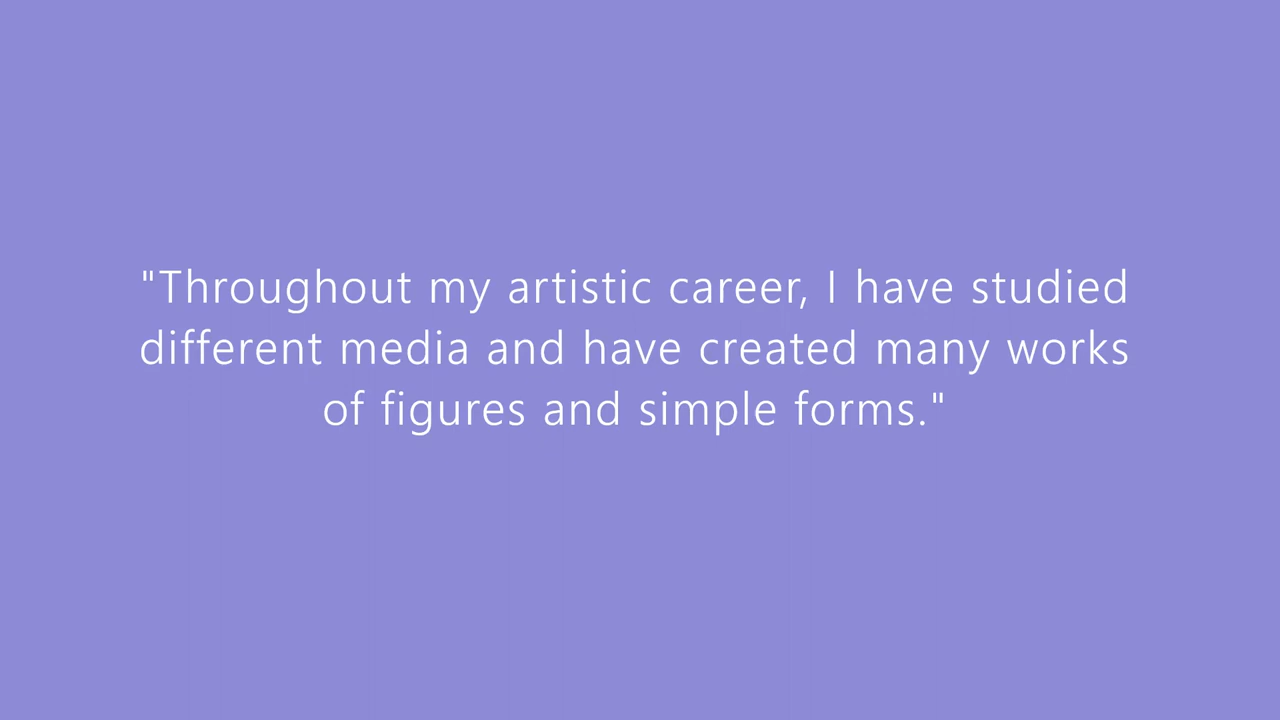 "Throughout my artistic career, I have studied
different media and have created many works
of figures and simple forms."